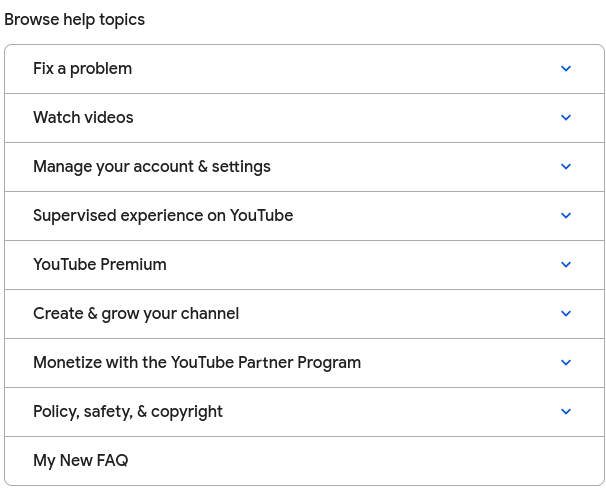 Browse help topics
Fix a problem
Watch videos
Manage your account & settings
Supervised experience on YouTube
YouTube Premium
Create & grow your channel
Monetize with the YouTube Partner Program
Policy, safety, & copyright
My New FAQ